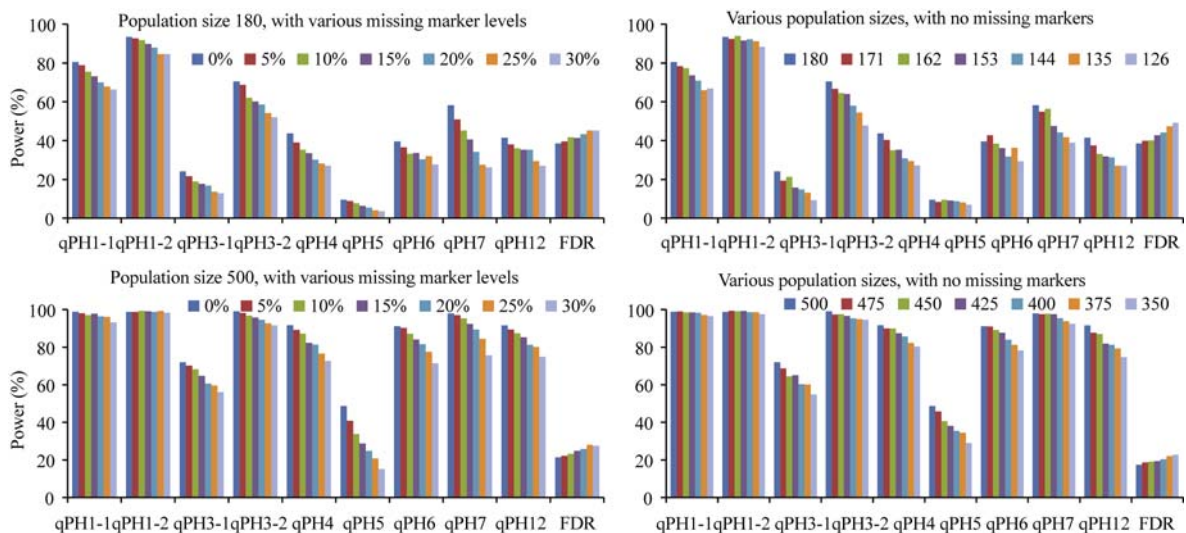 Population size 180, with various missing marker levels
0% 5% 10% 15% 20% 25% 30%
Power (%)
100
80
60
40
20
0
qPH1-1qPH1-2 qPH3-1qPH3-2 qPH4 qPH5 qPH6 qPH7 qPH12 FDR
Various population sizes, with no missing markers
180 171 162 153 144 135 126
100
80
60
40
20
0
qPH1-1 qPH1-2 qPH3-1qPH3-2 qPH4 qPH5 qPH6 qPH7 qPH12 FDR
Population size 500, with various missing marker levels
0% 5% 10% 15% 20% 25% 30%
Power (%)
100
80
60
40
20
0
qPH1-1qPH1-2 qPH3-1qPH3-2 qPH4 qPH5 qPH6 qPH7 qPH12 FDR
Various population sizes, with no missing markers
500 475 450 425 400 375 350
100
80
60
40
20
0
qPH1-1 qPH1-2 qPH3-1qPH3-2 qPH4 qPH5 qPH6 qPH7 qPH12 FDR